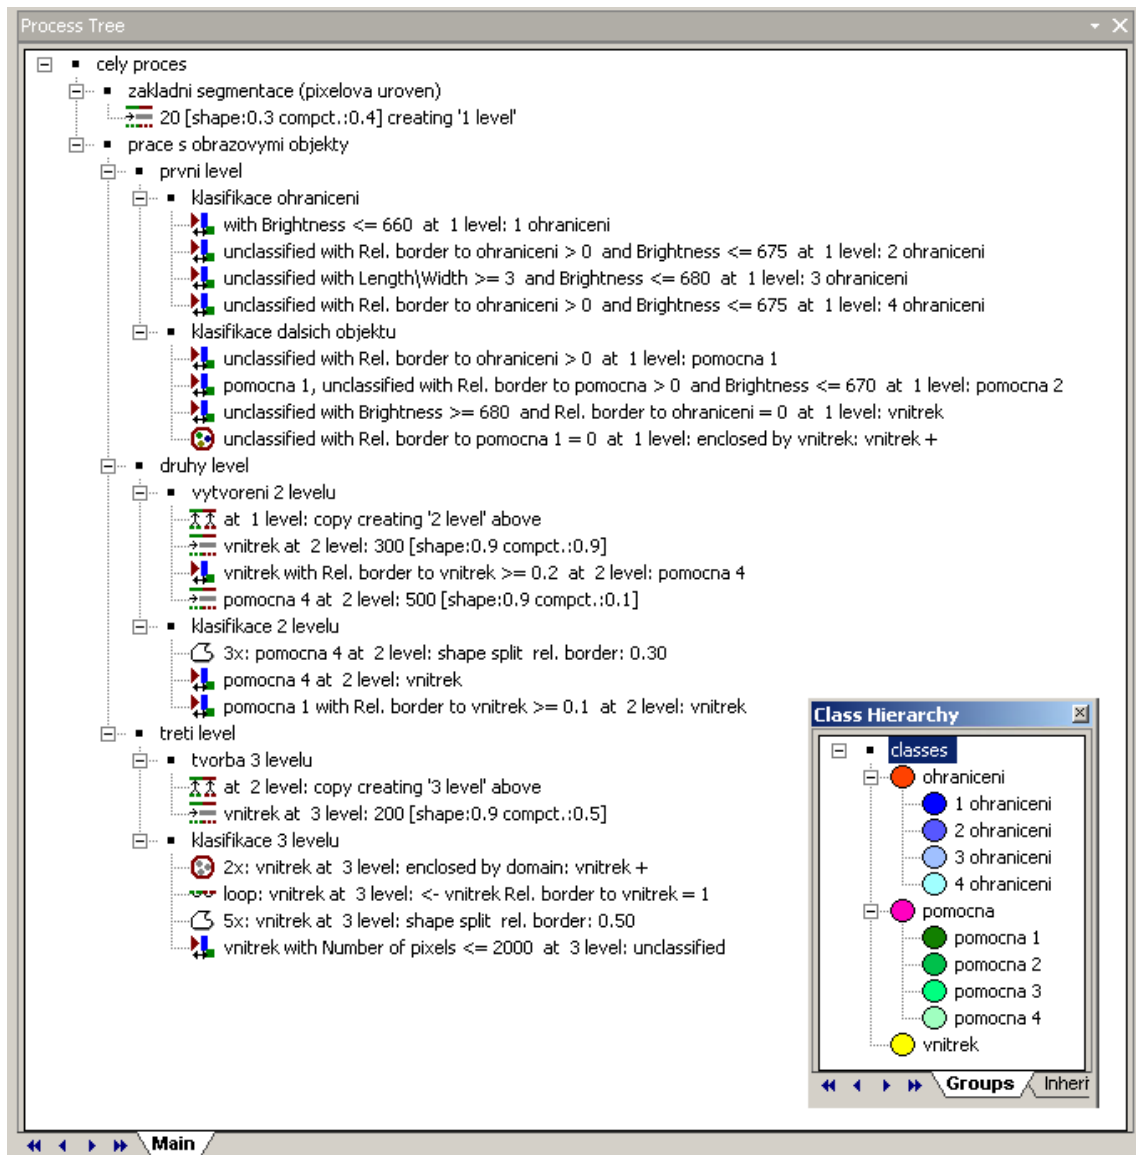 Process Tree
cely proces
zakladni segmentace (pixelova uroven)
20 [shape:0.3 compct.:0.4] creating '1 level'
prace s obrazovymi objekty
prvni level
klasifikace ohraniceni
with Brightness <= 660 at 1 level: 1 ohraniceni
unclassified with Rel. border to ohraniceni > 0 and Brightness <= 675 at 1 level: 2 ohraniceni
unclassified with Length\Width >= 3 and Brightness <= 680 at 1 level: 3 ohraniceni
unclassified with Rel. border to ohraniceni > 0 and Brightness <= 675 at 1 level: 4 ohraniceni
klasifikace dalsich objektu
unclassified with Rel. border to ohraniceni > 0 at 1 level: pomocna 1
pomocna 1, unclassified with Rel. border to pomocna > 0 and Brightness <= 670 at 1 level: pomocna 2
unclassified with Brightness >= 680 and Rel. border to ohraniceni = 0 at 1 level: vnitrek
unclassified with Rel. border to pomocna 1 = 0 at 1 level: enclosed by vnitrek: vnitrek +
druhy level
vytvoreni 2 levelu
at 1 level: copy creating '2 level' above
vnitrek at 2 level: 300 [shape:0.9 compct.:0.9]
vnitrek with Rel. border to vnitrek >= 0.2 at 2 level: pomocna 4
pomocna 4 at 2 level: 500 [shape:0.9 compct.:0.1]
klasifikace 2 levelu
3x: pomocna 4 at 2 level: shape split rel. border: 0.30
pomocna 4 at 2 level: vnitrek
pomocna 1 with Rel. border to vnitrek >= 0.1 at 2 level: vnitrek
treti level
tvorba 3 levelu
at 2 level: copy creating '3 level' above
vnitrek at 3 level: 200 [shape:0.9 compct.:0.5]
klasifikace 3 levelu
2x: vnitrek at 3 level: enclosed by domain: vnitrek +
loop: vnitrek at 3 level: <- vnitrek Rel. border to vnitrek = 1
5x: vnitrek at 3 level: shape split rel. border: 0.50
vnitrek with Number of pixels <= 2000 at 3 level: unclassified
Class Hierarchy
classes
ohraniceni
1 ohraniceni
2 ohraniceni
3 ohraniceni
4 ohraniceni
pomocna
pomocna 1
pomocna 2
pomocna 3
pomocna 4
vnitrek
Groups Inheri
Main